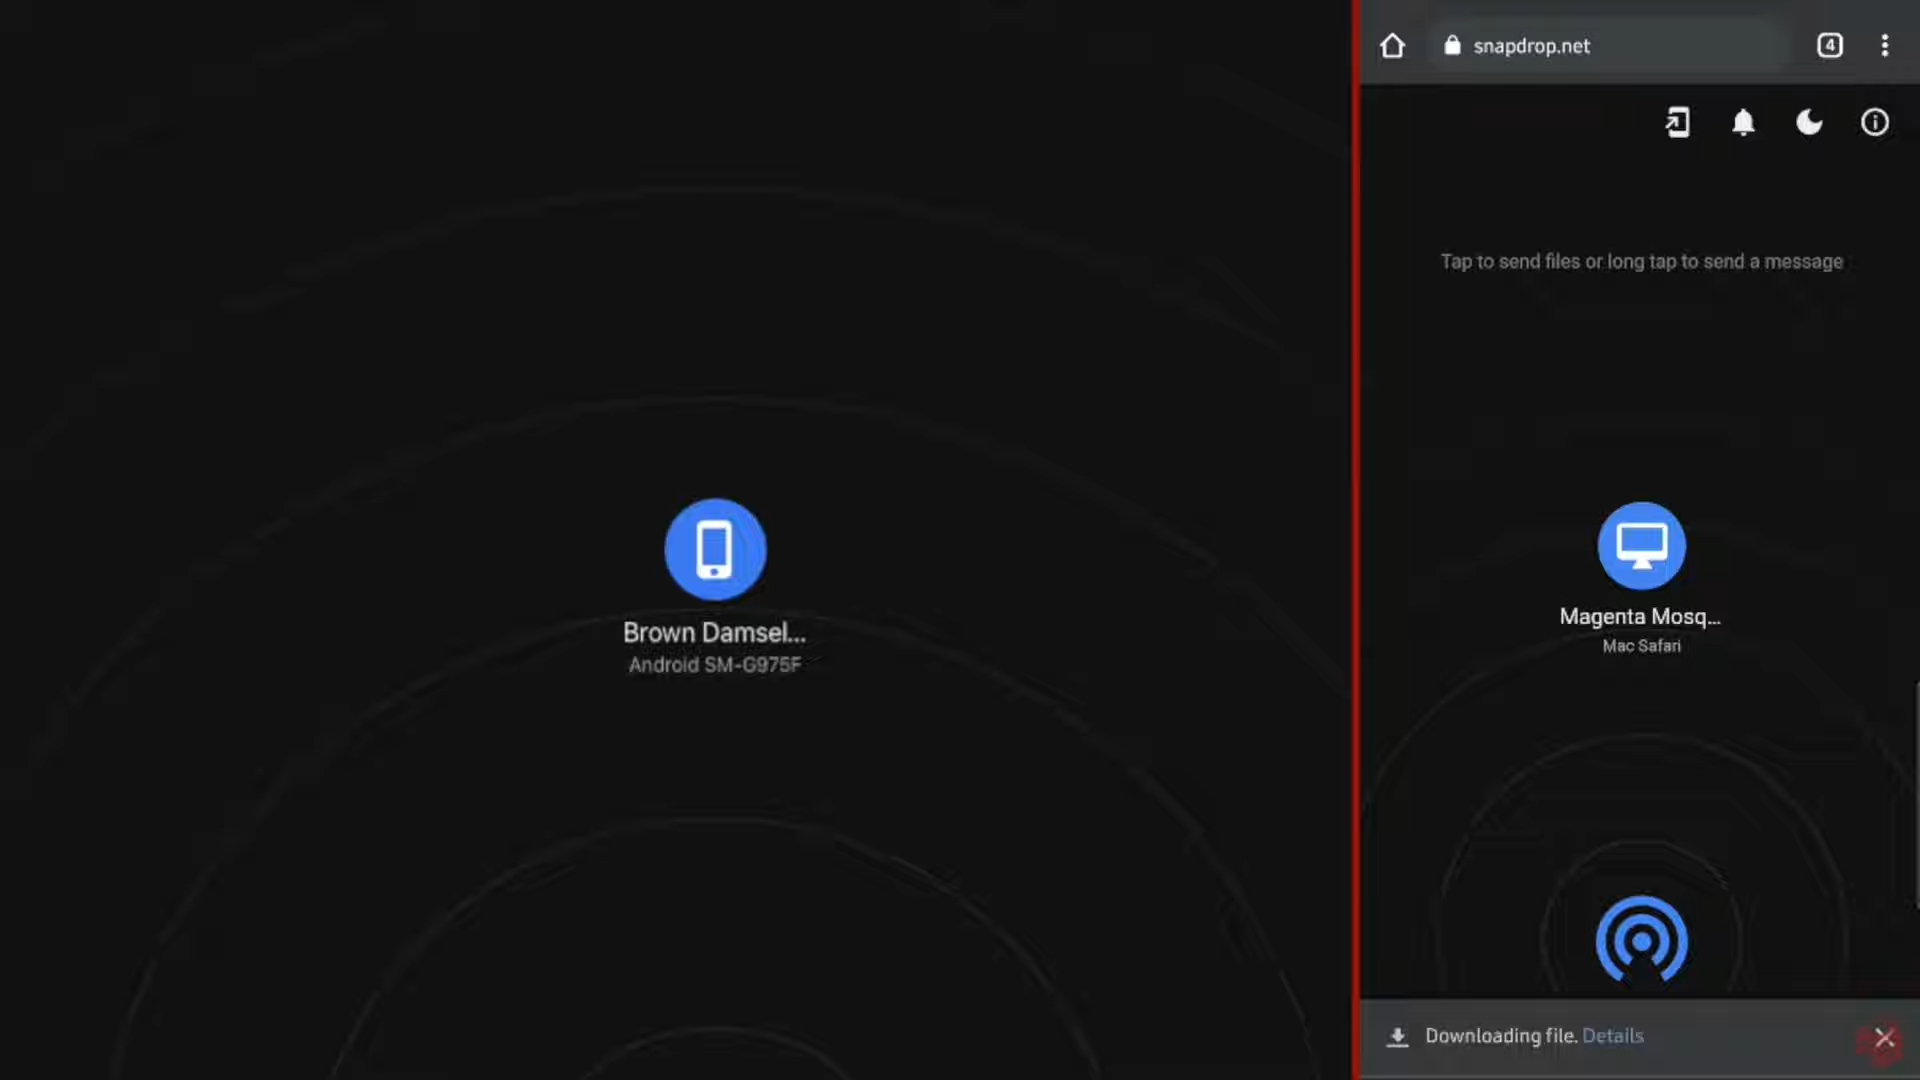 Brown Damsel...
Android SM-G975F
snapdrop.net
4
Tap to send files or long tap to send a message
Magenta Mosq...
Mac Safari
Downloading file. Details